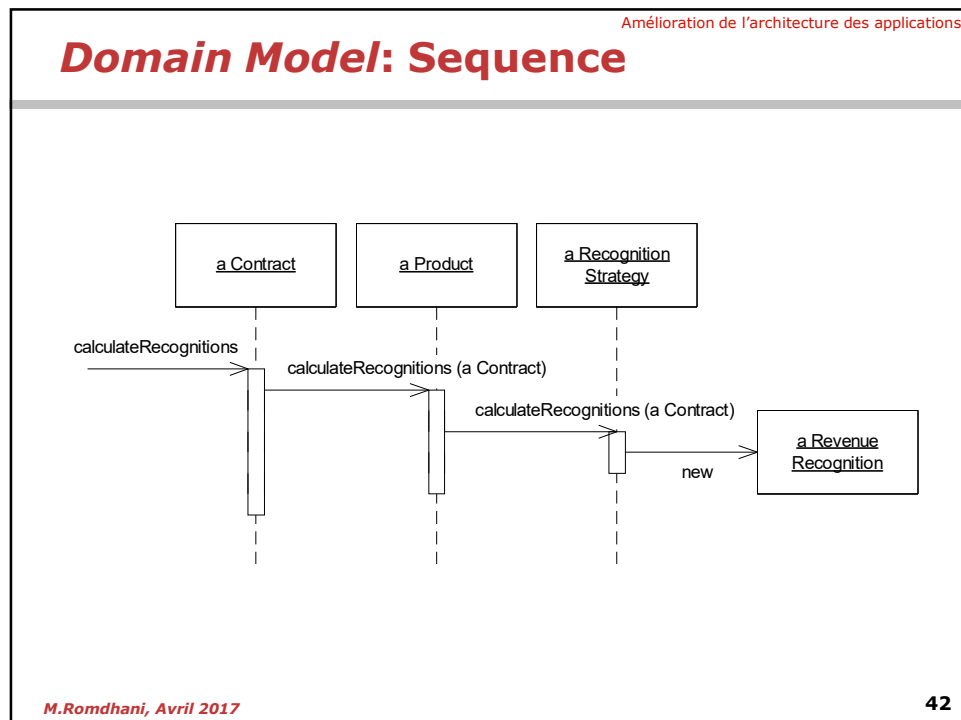 Amélioration de l'architecture des applications
Domain Model: Sequence
a Contract
a Product
a Recognition
Strategy
calculateRecognitions
calculateRecognitions (a Contract)
calculateRecognitions (a Contract)
a Revenue
Recognition
new
M.Romdhani, Avril 2017
42